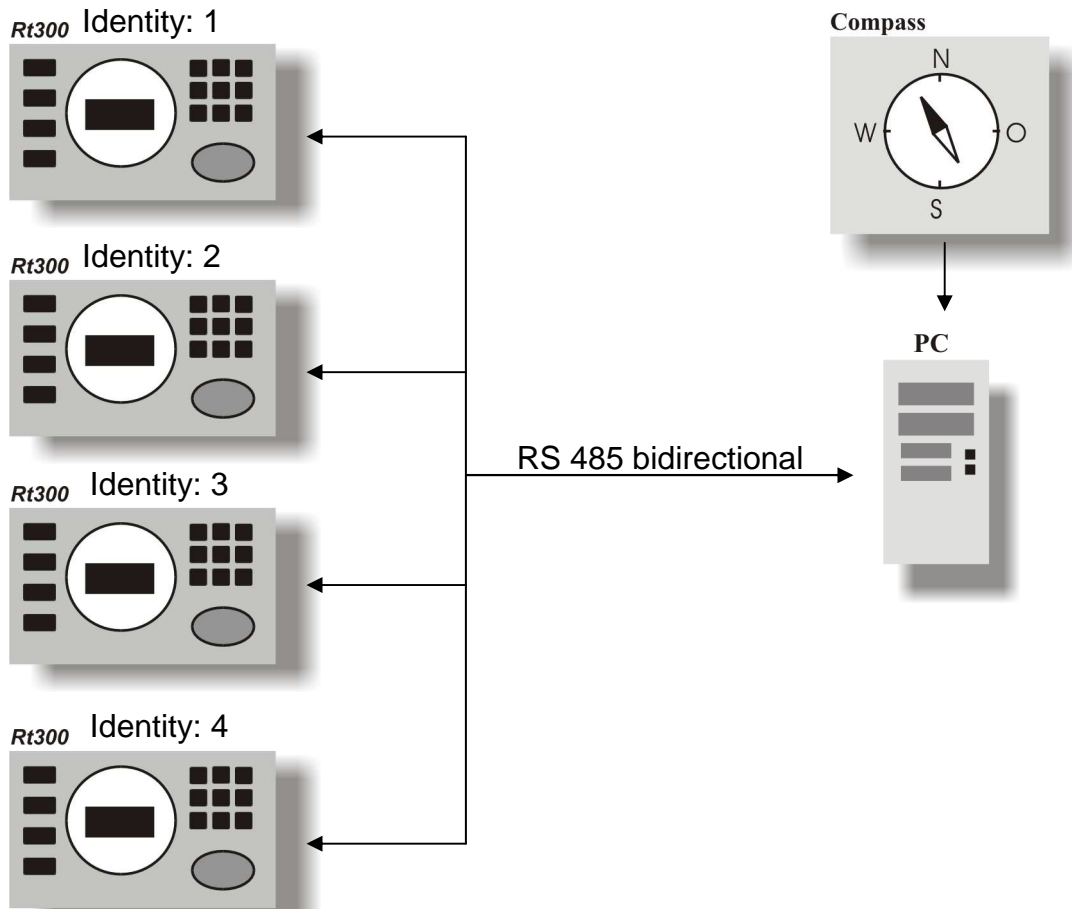 Rt300 Identity: 1
Compass
N
W O
S
Rt300 Identity: 2
PC
RS 485 bidirectional
Rt300 Identity: 3
Rt300 Identity: 4